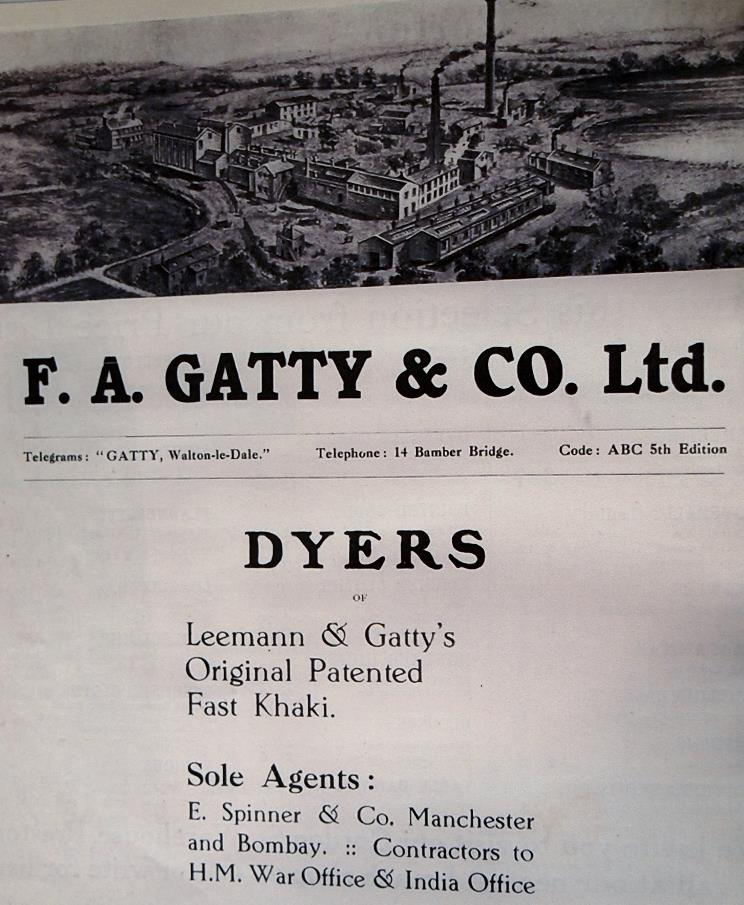 F. A. GATTY & CO. Ltd.
Telegrams: "GATTY, Walton-le-Dale." Telephone: 14 Bamber Bridge. Code: ABC 5th Edition
DYERS
OF
Leemann & Gatty's
Original Patented
Fast Khaki.
Sole Agents:
E. Spinner & Co. Manchester
and Bombay. :: Contractors to
H.M. War Office & India Office